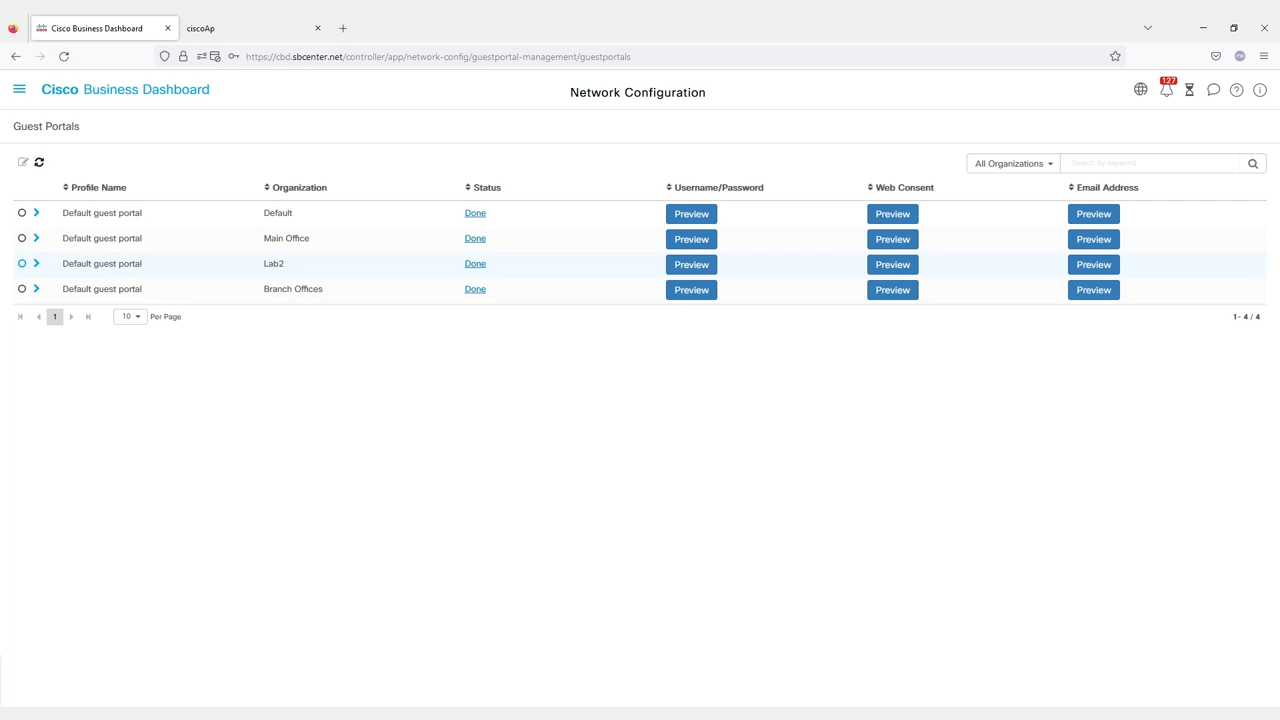 Cisco Business Dashboard
ciscoAp
https://cbd.sbcenter.net/controller/app/network-config/guestportal-management/guestportals
Cisco Business Dashboard
Network Configuration
127
Guest Portals
All Organizations
Search by keyword
Profile Name Organization Status Username/Password Web Consent Email Address
Default guest portal Default Done Preview Preview Preview
Default guest portal Main Office Done Preview Preview Preview
Default guest portal Lab2 Done Preview Preview Preview
Default guest portal Branch Offices Done Preview Preview Preview
1 10 Per Page 1- 4 / 4